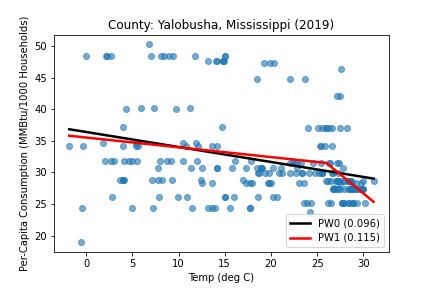 County: Yalobusha, Mississippi (2019)
Per-Capita Consumption (MMBtu/1000 Households)
50
45
40
35
30
25
20
0
5
10
15
20
25
30
Temp (deg C)
PW0 (0.096)
PW1 (0.115)